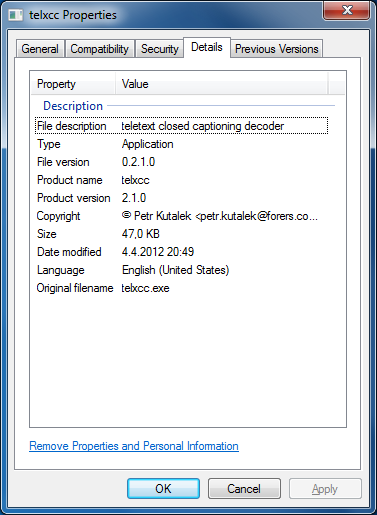 telxcc Properties
General Compatibility Security Details Previous Versions
Property Value
Description
File description teletext closed captioning decoder
Type Application
File version 0.2.1.0
Product name telxcc
Product version 2.1.0
Copyright © Petr Kutalek <petr.kutalek@forers.co...
Size 47,0 KB
Date modified 4.4.2012 20:49
Language English (United States)
Original filename telxcc.exe
Remove Properties and Personal Information
OK Cancel Apply